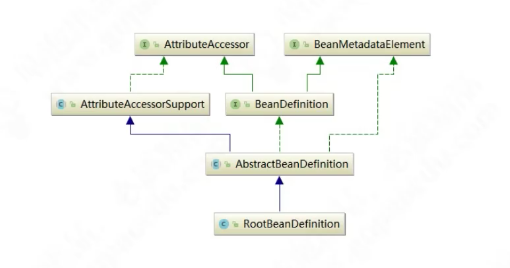 I AttributeAccessor I BeanMetadataElement
C AttributeAccessorSupport I BeanDefinition
C AbstractBeanDefinition
C RootBeanDefinition